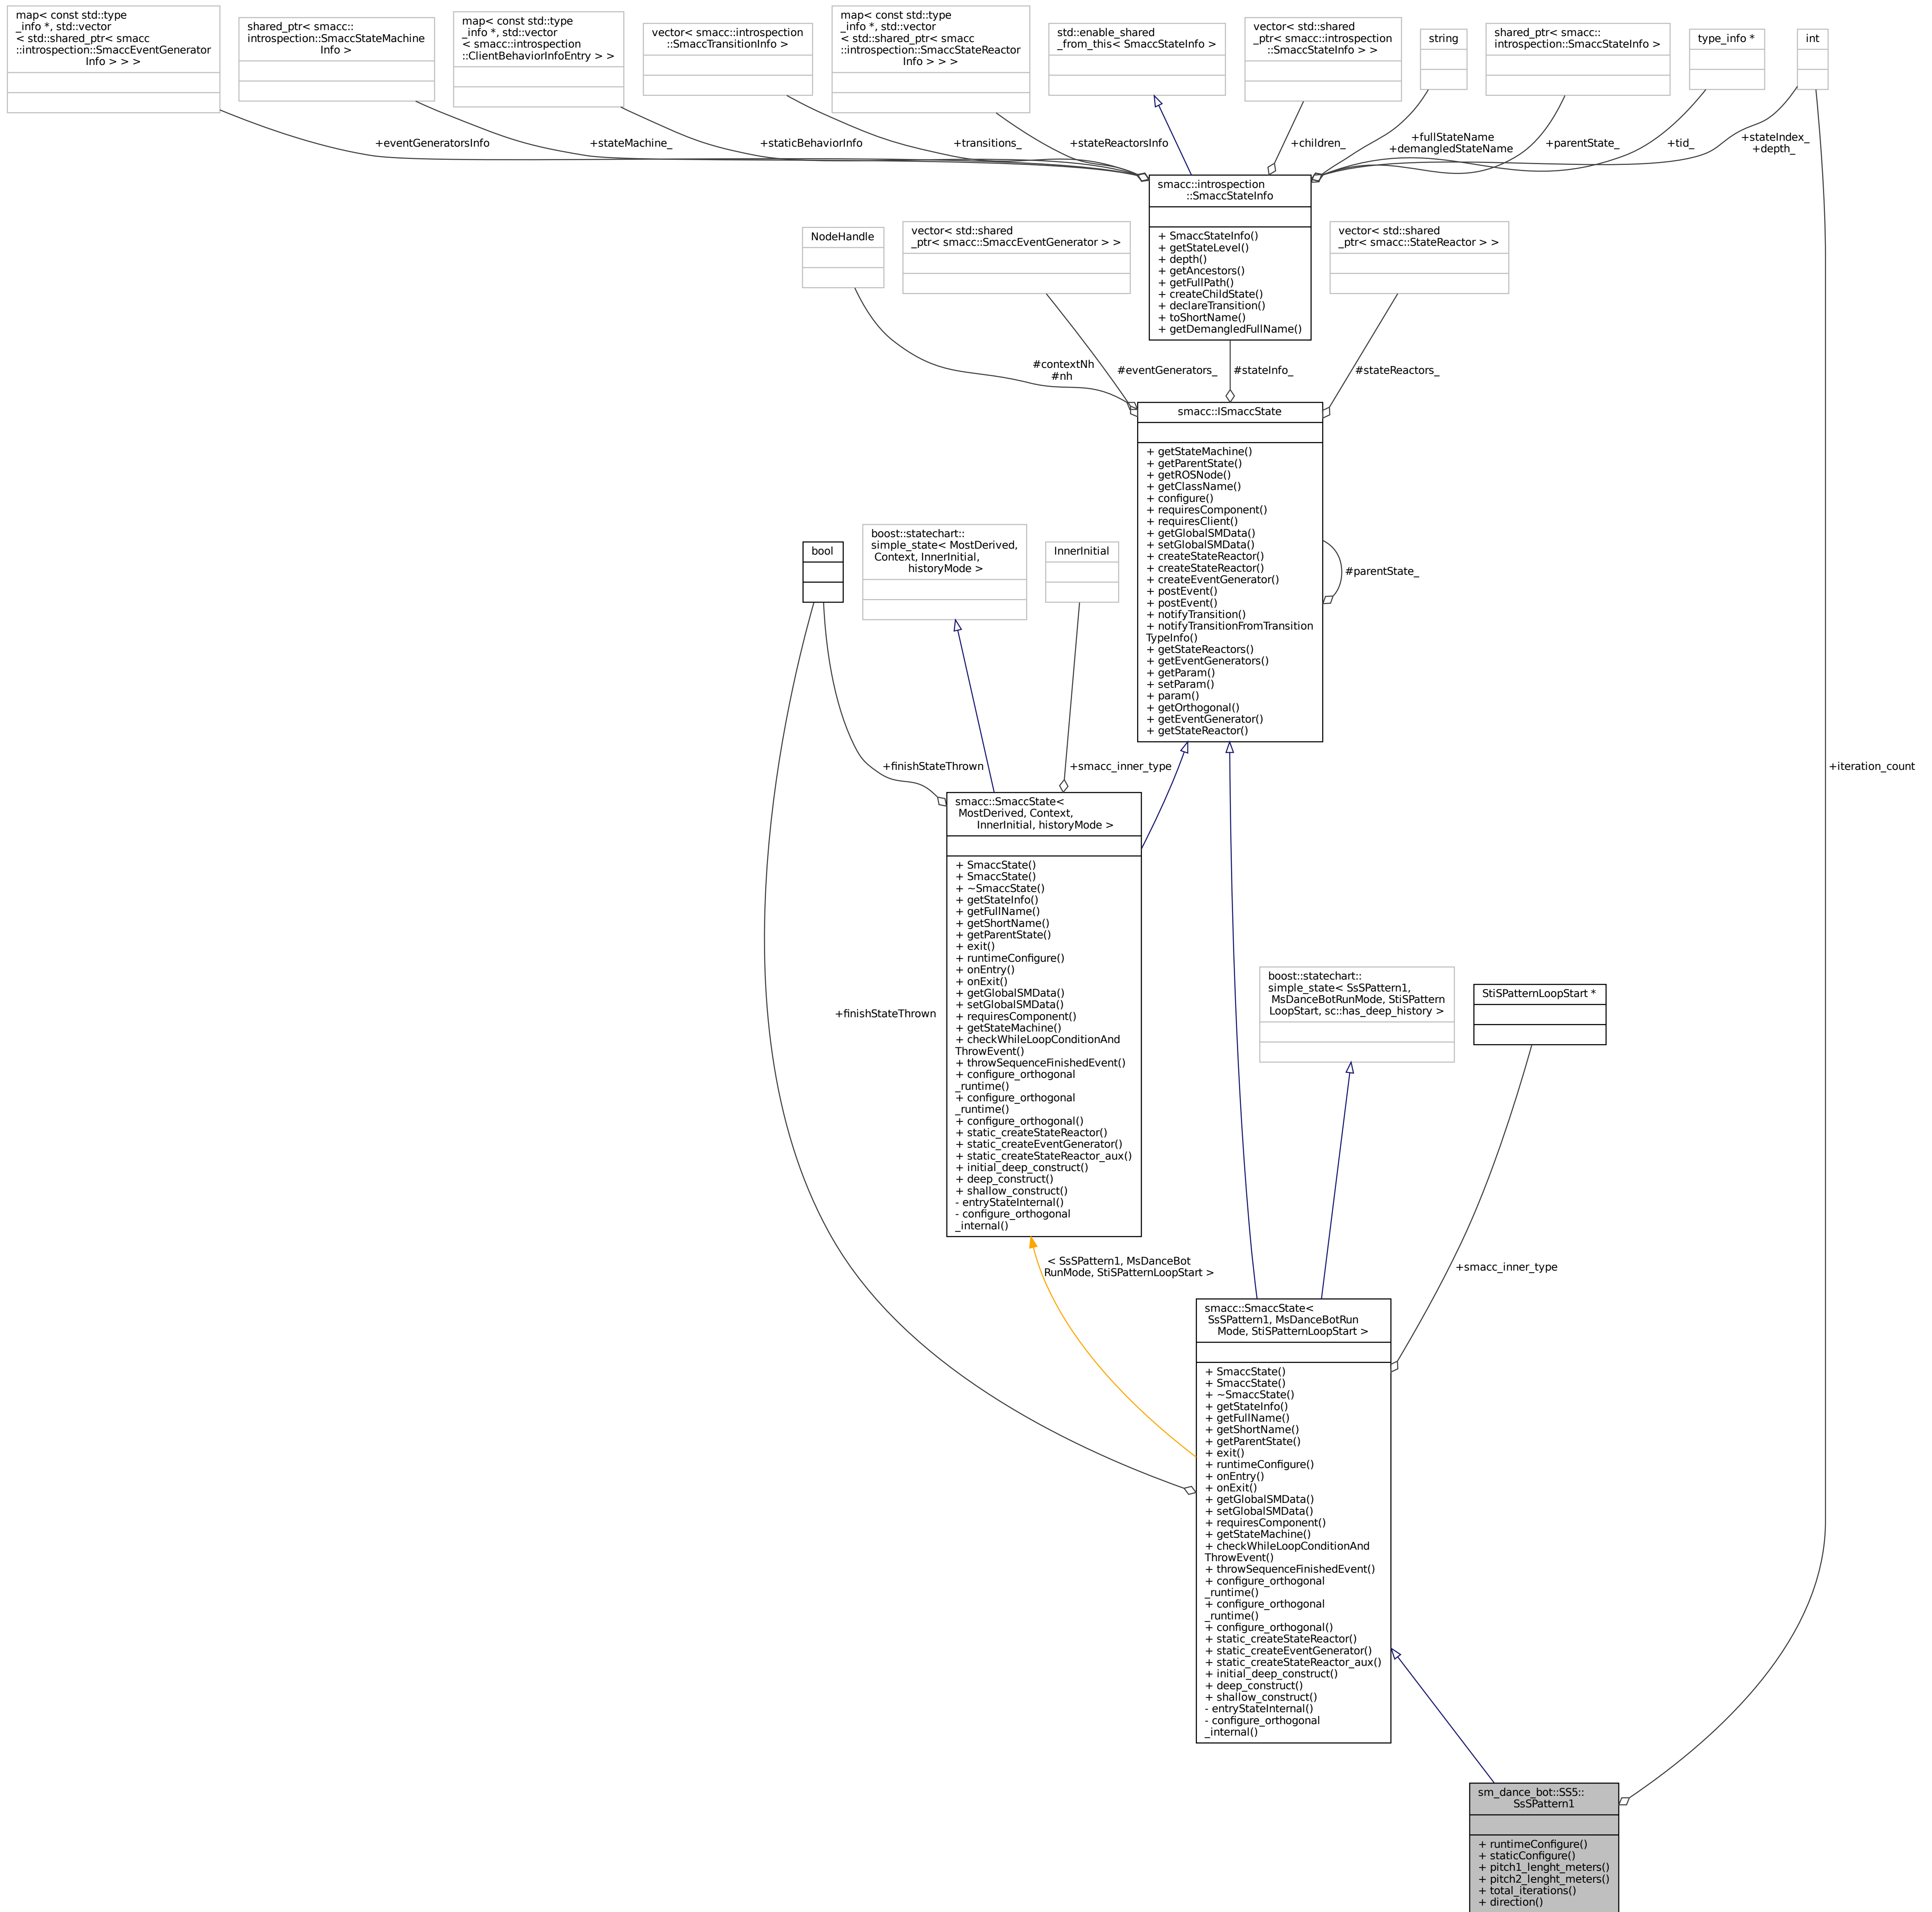 map< const std::type
_info *, std::vector
< std::shared_ptr< smacc
::introspection::SmaccEventGenerator
Info > > >
shared_ptr< smacc::
introspection::SmaccStateMachine
Info >
map< const std::type
_info *, std::vector
< smacc::introspection
::ClientBehaviorInfoEntry > >
vector< smacc::introspection
::SmaccTransitionInfo >
map< const std::type
_info *, std::vector
< std::shared_ptr< smacc
::introspection::SmaccStateReactor
Info > > >
std::enable_shared
_from_this< SmaccStateInfo >
vector< std::shared
_ptr< smacc::introspection
::SmaccStateInfo > >
string
shared_ptr< smacc::
introspection::SmaccStateInfo >
type_info *
int
+eventGeneratorsInfo
+stateMachine_
+staticBehaviorInfo
+transitions_
+stateReactorsInfo
+children_
+fullStateName
+demangledStateName
+parentState_
+tid_
+stateIndex_
+depth_
smacc::introspection
::SmaccStateInfo
+ SmaccStateInfo()
+ getStateLevel()
+ depth()
+ getAncestors()
+ getFullPath()
+ createChildState()
+ declareTransition()
+ toShortName()
+ getDemangledFullName()
NodeHandle
vector< std::shared
_ptr< smacc::SmaccEventGenerator > >
vector< std::shared
_ptr< smacc::StateReactor > >
#contextNh
#nh
#eventGenerators_
#stateInfo_
#stateReactors_
smacc::ISmaccState
+ getStateMachine()
+ getParentState()
+ getROSNode()
+ getClassName()
+ configure()
+ requiresComponent()
+ requiresClient()
+ getGlobalSMData()
+ setGlobalSMData()
+ createStateReactor()
+ createStateReactor()
+ createEventGenerator()
+ postEvent()
+ postEvent()
+ notifyTransition()
+ notifyTransitionFromTransition
TypeInfo()
+ getStateReactors()
+ getEventGenerators()
+ getParam()
+ setParam()
+ param()
+ getOrthogonal()
+ getEventGenerator()
+ getStateReactor()
#parentState_
bool
boost::statechart::
simple_state< MostDerived,
Context, InnerInitial,
historyMode >
InnerInitial
+finishStateThrown
+smacc_inner_type
+iteration_count
smacc::SmaccState<
MostDerived, Context,
InnerInitial, historyMode >
+ SmaccState()
+ SmaccState()
+ ~SmaccState()
+ getStateInfo()
+ getFullName()
+ getShortName()
+ getParentState()
+ exit()
+ runtimeConfigure()
+ onEntry()
+ onExit()
+ getGlobalSMData()
+ setGlobalSMData()
+ requiresComponent()
+ getStateMachine()
+ checkWhileLoopConditionAnd
ThrowEvent()
+ throwSequenceFinishedEvent()
+ configure_orthogonal
_runtime()
+ configure_orthogonal
_runtime()
+ configure_orthogonal()
+ static_createStateReactor()
+ static_createEventGenerator()
+ static_createStateReactor_aux()
+ initial_deep_construct()
+ deep_construct()
+ shallow_construct()
- entryStateInternal()
- configure_orthogonal
_internal()
+finishStateThrown
boost::statechart::
simple_state< SsSPattern1,
MsDanceBotRunMode, StiSPattern
LoopStart, sc::has_deep_history >
StiSPatternLoopStart *
< SsSPattern1, MsDanceBot
RunMode, StiSPatternLoopStart >
+smacc_inner_type
smacc::SmaccState<
SsSPattern1, MsDanceBotRun
Mode, StiSPatternLoopStart >
+ SmaccState()
+ SmaccState()
+ ~SmaccState()
+ getStateInfo()
+ getFullName()
+ getShortName()
+ getParentState()
+ exit()
+ runtimeConfigure()
+ onEntry()
+ onExit()
+ getGlobalSMData()
+ setGlobalSMData()
+ requiresComponent()
+ getStateMachine()
+ checkWhileLoopConditionAnd
ThrowEvent()
+ throwSequenceFinishedEvent()
+ configure_orthogonal
_runtime()
+ configure_orthogonal
_runtime()
+ configure_orthogonal()
+ static_createStateReactor()
+ static_createEventGenerator()
+ static_createStateReactor_aux()
+ initial_deep_construct()
+ deep_construct()
+ shallow_construct()
- entryStateInternal()
- configure_orthogonal
_internal()
sm_dance_bot::SS5::
SsSPattern1
+ runtimeConfigure()
+ staticConfigure()
+ pitch1_lenght_meters()
+ pitch2_lenght_meters()
+ total_iterations()
+ direction()